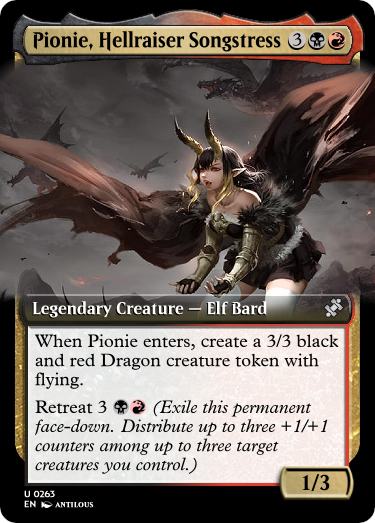 Pionie, Hellraiser Songstress 3
Legendary Creature — Elf Bard
When Pionie enters, create a 3/3 black
and red Dragon creature token with
flying.
Retreat 3 (Exile this permanent
face-down. Distribute up to three +1/+1
counters among up to three target
creatures you control.)
1/3
U 0263
EN ANTILOUS